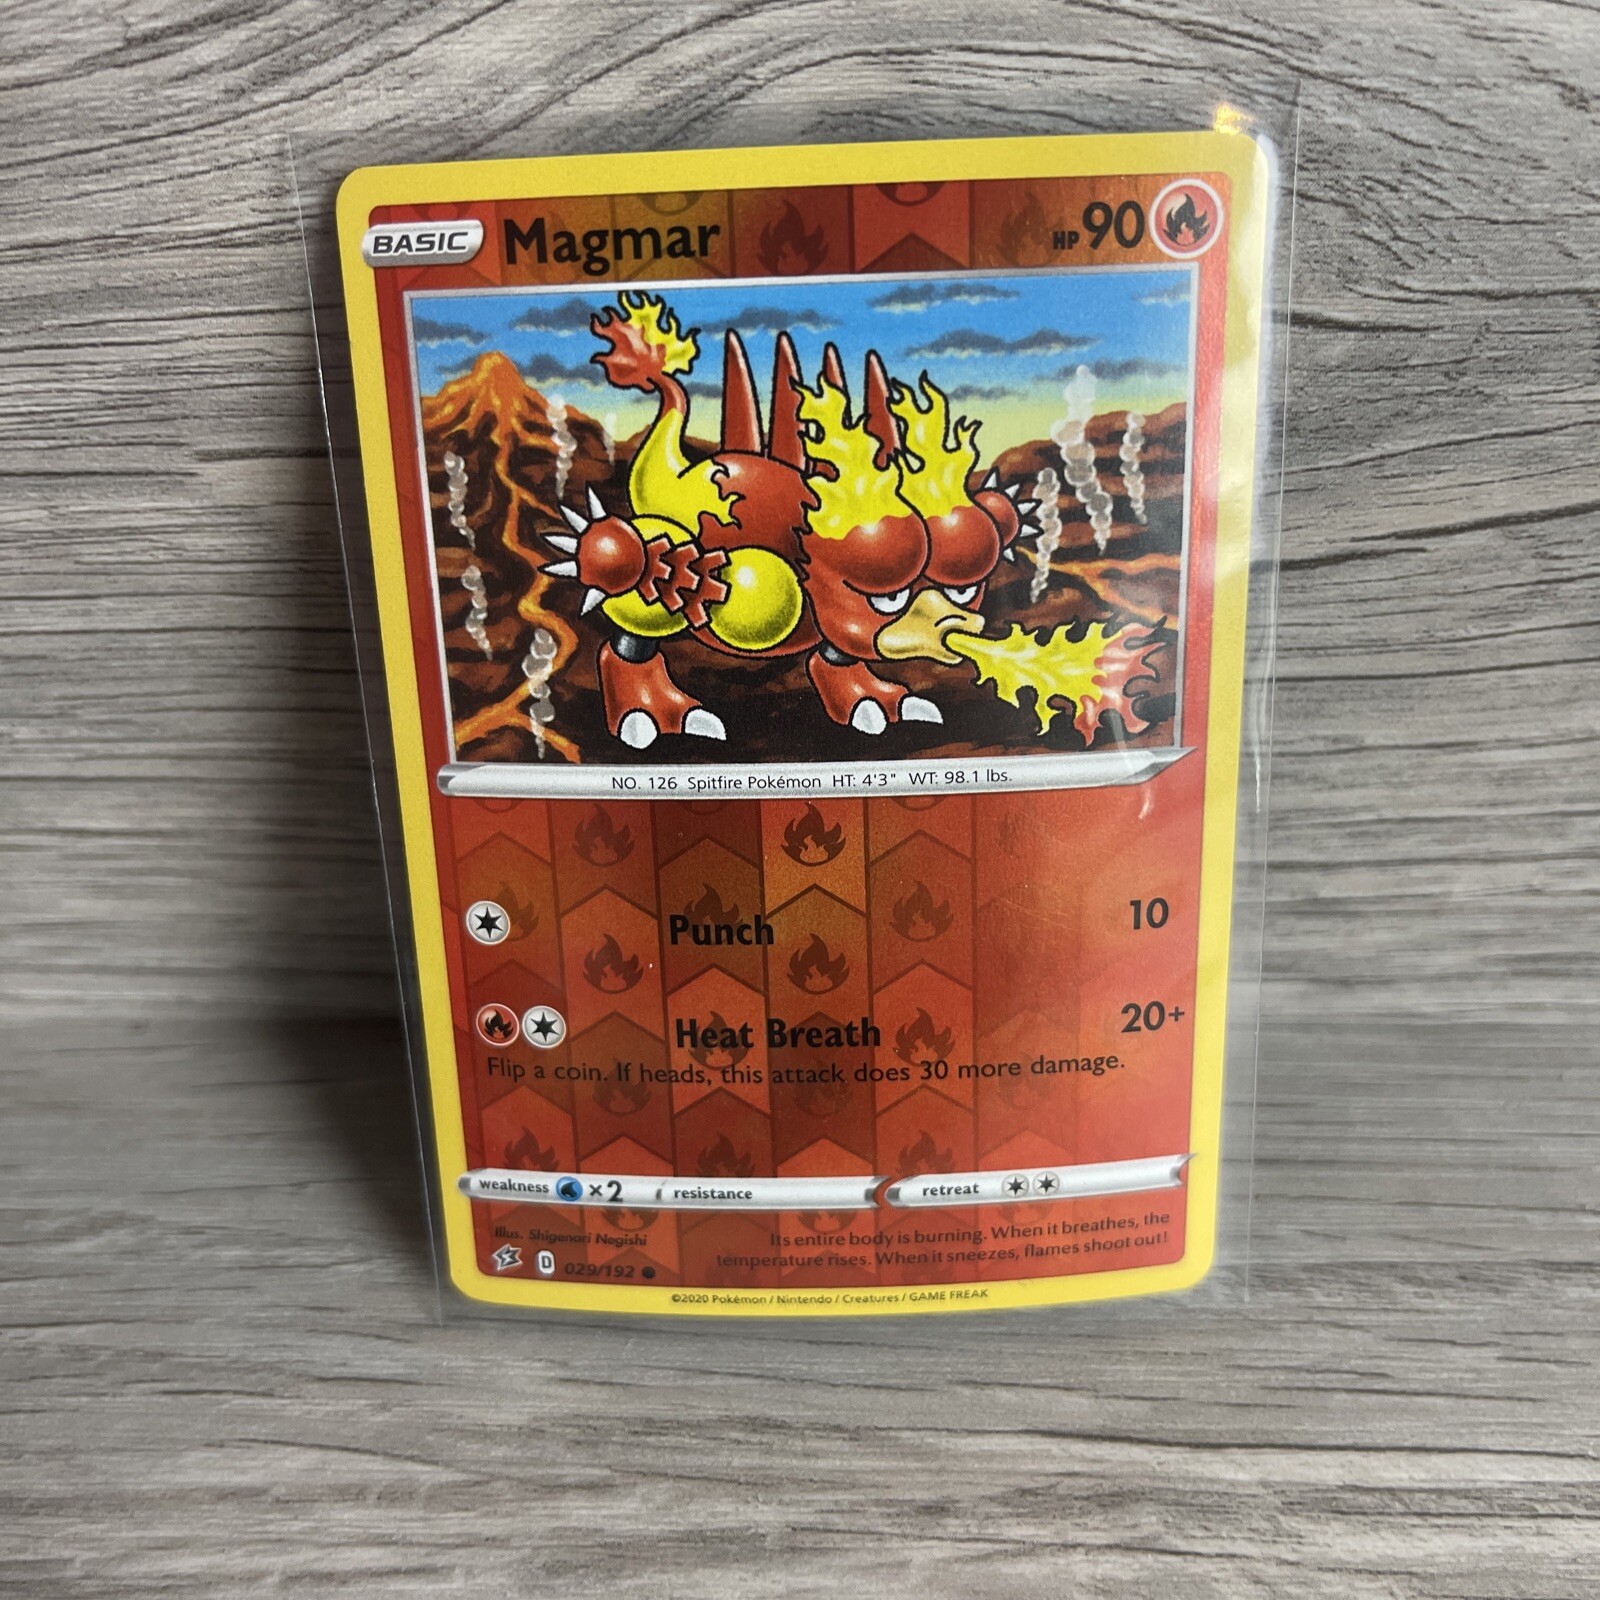 BASIC Magmar HP 90
NO. 126 Spitfire Pokémon HT: 4'3" WT: 98.1 lbs.
Punch 10
Heat Breath 20+
Flip a coin. If heads, this attack does 30 more damage.
weakness ×2 resistance retreat
Illus. Shigenori Negishi
Its entire body is burning. When it breathes, the
temperature rises. When it sneezes, flames shoot out!
D 029/192
©2020 Pokémon / Nintendo / Creatures / GAME FREAK